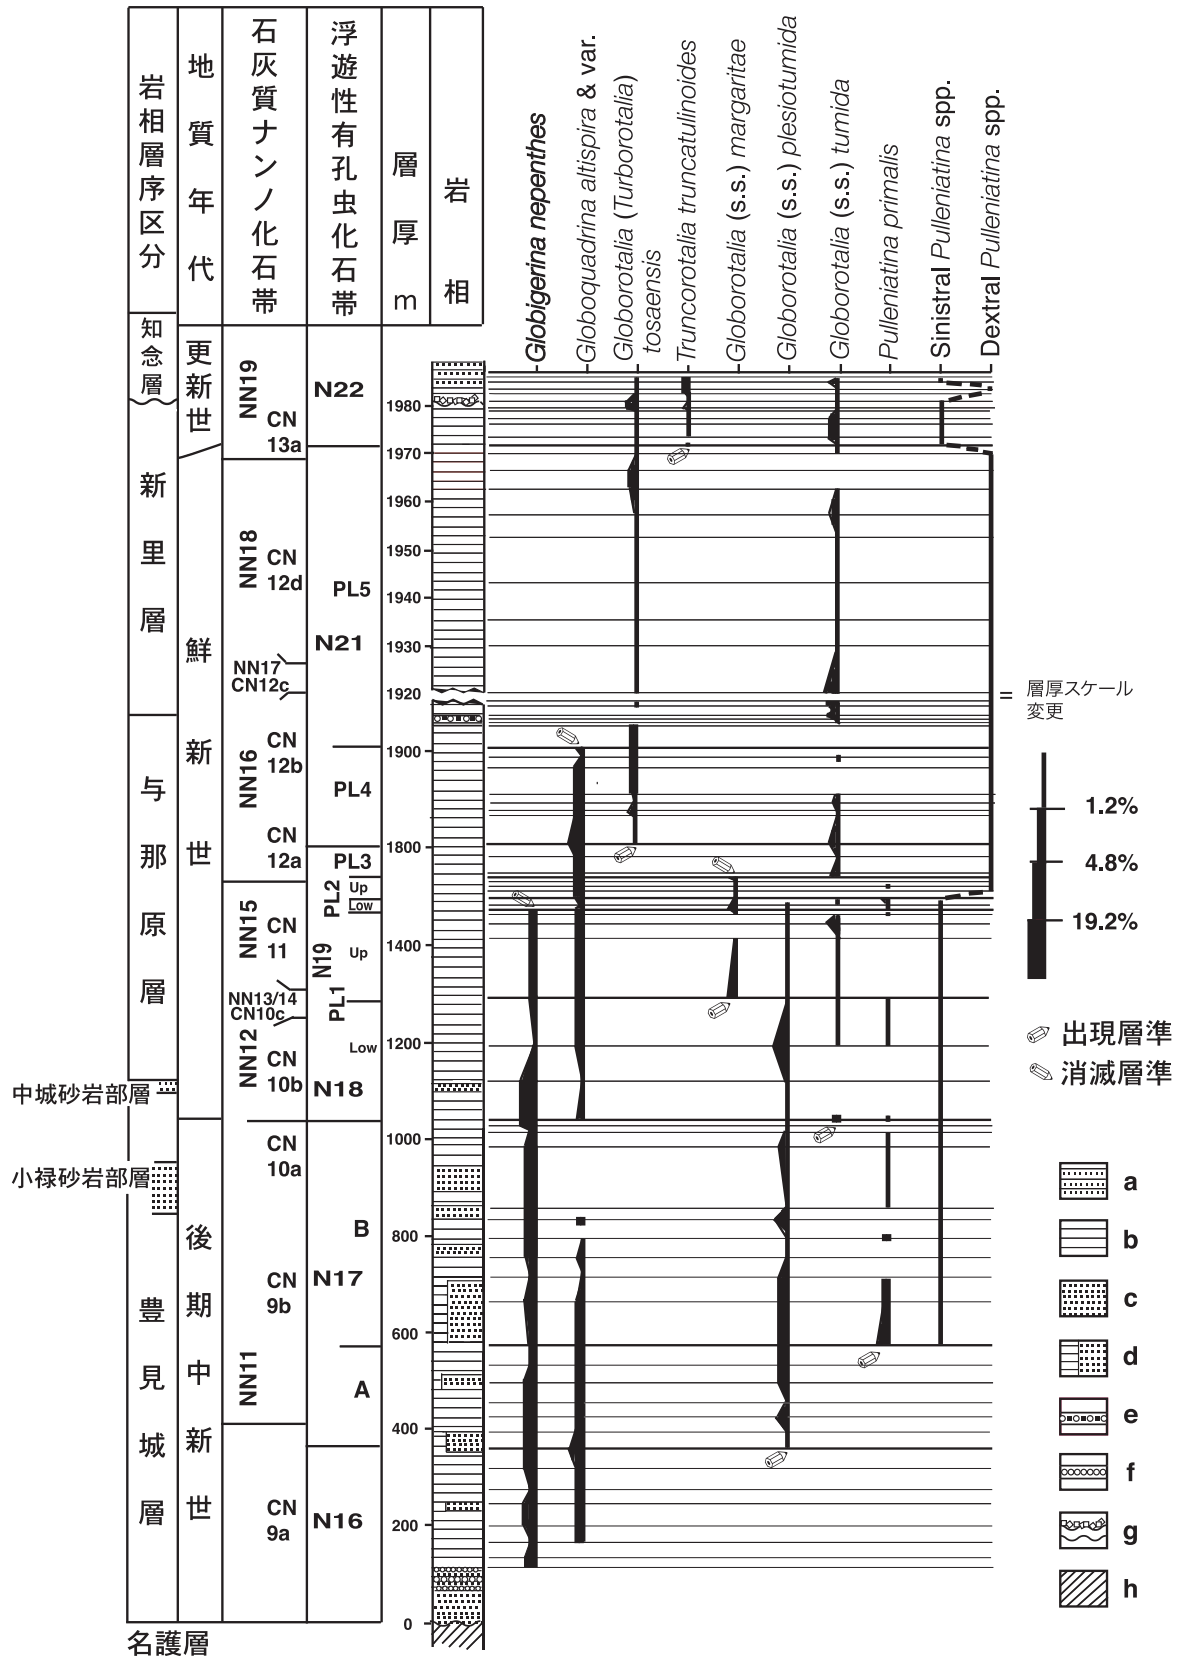 岩相層序区分
地質年代
石灰質ナンノ化石帯
浮遊性有孔虫化石帯
層厚 m
岩相
Globigerina nepenthes
Globoquadrina altispira & var.
Globorotalia (Turborotalia)
tosaensis
Truncorotalia truncatulinoides
Globorotalia (s.s.) margaritae
Globorotalia (s.s.) plesiotumida
Globorotalia (s.s.) tumida
Pulleniatina primalis
Sinistral Pulleniatina spp.
Dextral Pulleniatina spp.
知念層
新里層
与那原層
中城砂岩部層
小禄砂岩部層
豊見城層
名護層
更新世
鮮新世
後期中新世
NN19
CN
13a
NN18
CN
12d
NN17
CN12c
NN16
CN
12b
CN
12a
NN15
CN
11
NN13/14
CN10c
NN12
CN
10b
CN
10a
CN
9b
NN11
CN
9a
N22
PL5
N21
PL4
PL3
PL2
Up
Low
N19
Up
PL1
Low
N18
B
N17
A
N16
1980
1970
1960
1950
1940
1930
1920
1900
1800
1400
1200
1000
800
600
400
200
0
= 層厚スケール
変更
1.2%
4.8%
19.2%
出現層準
消滅層準
a
b
c
d
e
f
g
h